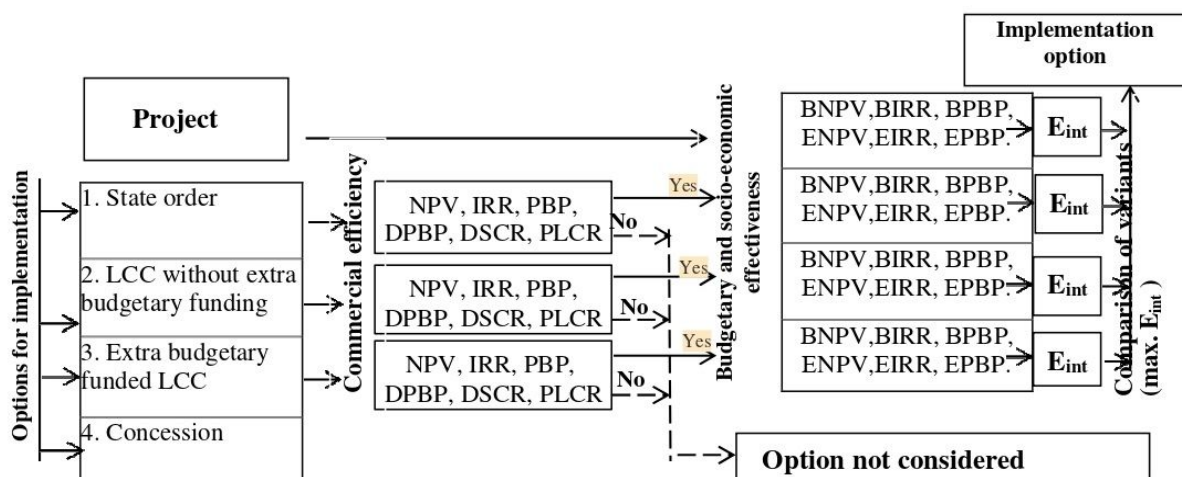 Implementation
option
Project
Options for implementation
1. State order
2. LCC without extra
budgetary funding
3. Extra budgetary
funded LCC
4. Concession
Commercial efficiency
NPV, IRR, PBP,
DPBP, DSCR, PLCR
Yes
No
NPV, IRR, PBP,
DPBP, DSCR, PLCR
Yes
No
NPV, IRR, PBP,
DPBP, DSCR, PLCR
Yes
No
Budgetary and socio-economic
effectiveness
BNPV,BIRR, BPBP,
ENPV,EIRR, EPBP.
Eint
BNPV,BIRR, BPBP,
ENPV,EIRR, EPBP.
Eint
BNPV,BIRR, BPBP,
ENPV,EIRR, EPBP.
Eint
BNPV,BIRR, BPBP,
ENPV,EIRR, EPBP.
Eint
Comparison of variants
(max. Eint )
Option not considered